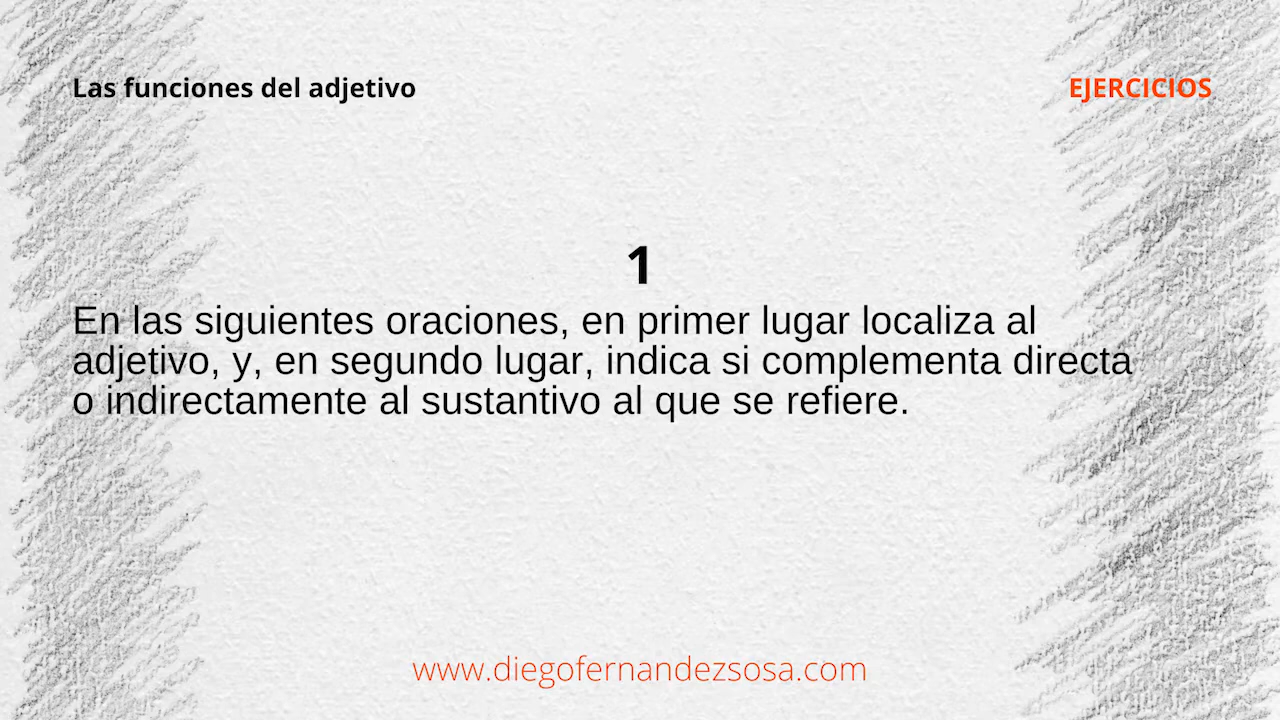 Las funciones del adjetivo
EJERCICIOS
1
En las siguientes oraciones, en primer lugar localiza al
adjetivo, y, en segundo lugar, indica si complementa directa
o indirectamente al sustantivo al que se refiere.
www.diegofernandezsosa.com